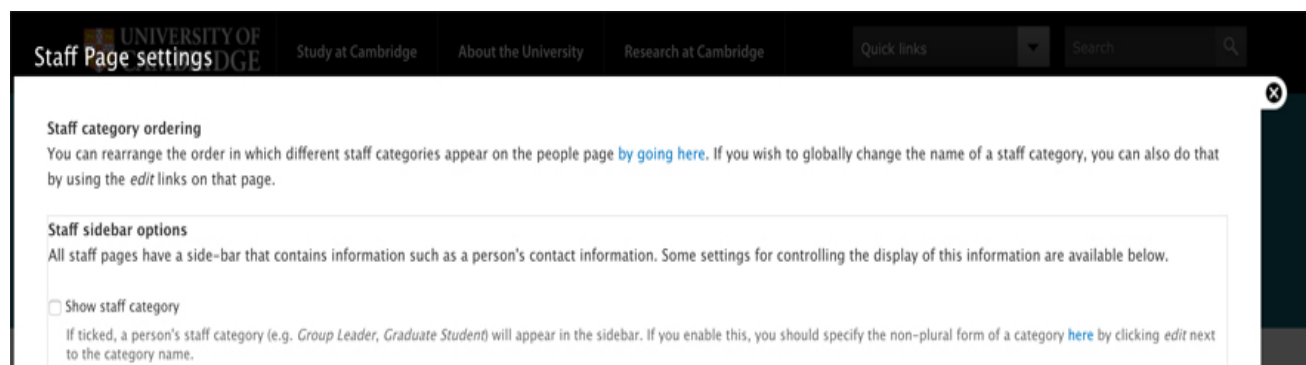 UNIVERSITY OF
CAMBRIDGE
Staff Page settings
Study at Cambridge
About the University
Research at Cambridge
Quick links
Search
Staff category ordering
You can rearrange the order in which different staff categories appear on the people page by going here. If you wish to globally change the name of a staff category, you can also do that
by using the edit links on that page.
Staff sidebar options
All staff pages have a side-bar that contains information such as a person's contact information. Some settings for controlling the display of this information are available below.
Show staff category
If ticked, a person's staff category (e.g. Group Leader, Graduate Student) will appear in the sidebar. If you enable this, you should specify the non-plural form of a category here by clicking edit next
to the category name.